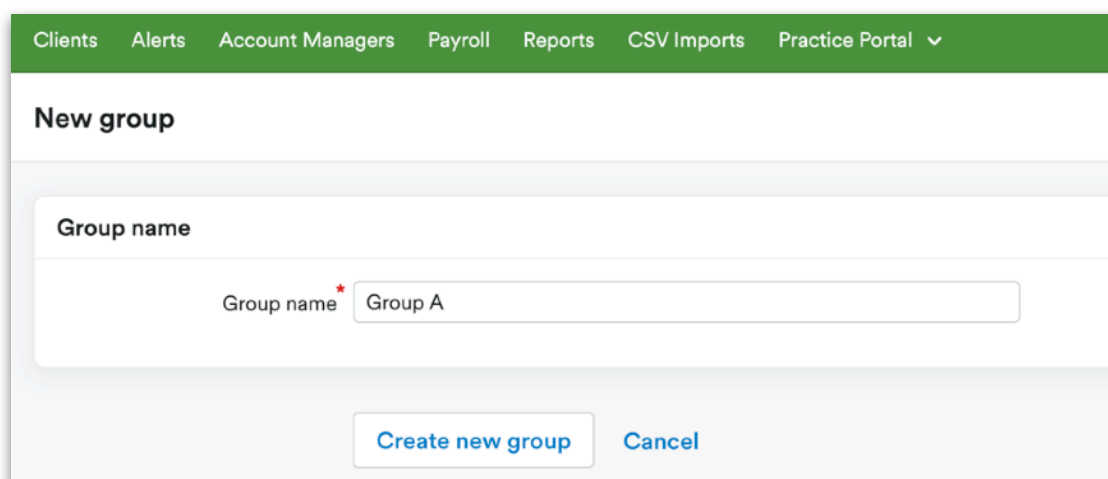 Clients Alerts Account Managers Payroll Reports CSV Imports Practice Portal
New group
Group name
Group name* Group A
Create new group Cancel